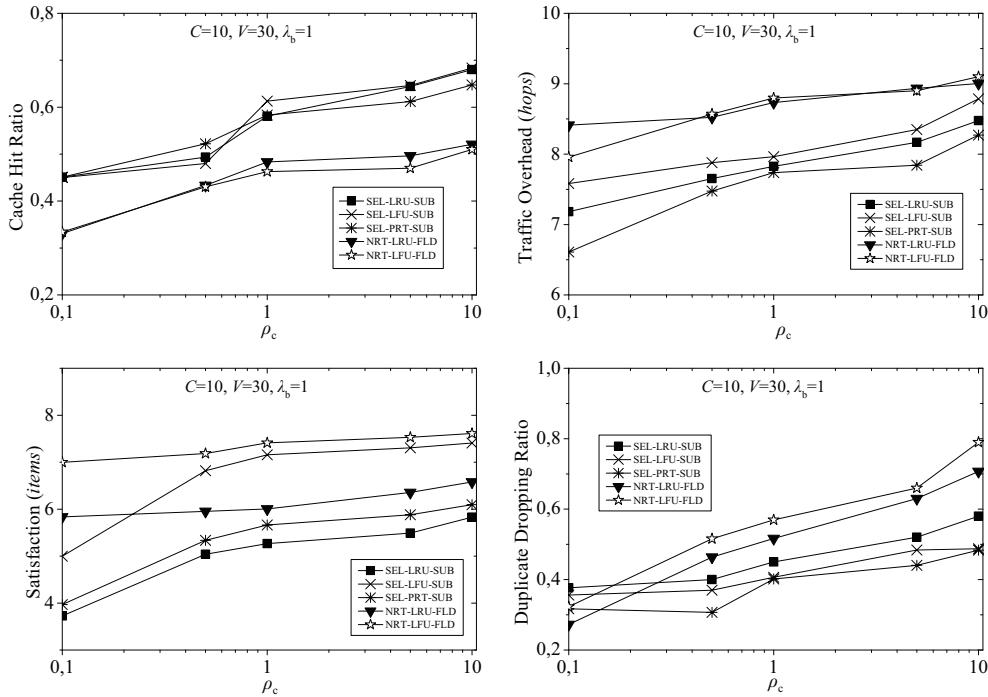 C=10, V=30, λb=1
Cache Hit Ratio
0,8
0,6
0,4
0,2
SEL-LRU-SUB
SEL-LFU-SUB
SEL-PRT-SUB
NRT-LRU-FLD
NRT-LFU-FLD
0,1 1 10
ρc
C=10, V=30, λb=1
Traffic Overhead (hops)
10
9
8
7
6
SEL-LRU-SUB
SEL-LFU-SUB
SEL-PRT-SUB
NRT-LRU-FLD
NRT-LFU-FLD
0,1 1 10
ρc
C=10, V=30, λb=1
Satisfaction (items)
8
6
4
SEL-LRU-SUB
SEL-LFU-SUB
SEL-PRT-SUB
NRT-LRU-FLD
NRT-LFU-FLD
0,1 1 10
ρc
C=10, V=30, λb=1
Duplicate Dropping Ratio
1,0
0,8
0,6
0,4
0,2
SEL-LRU-SUB
SEL-LFU-SUB
SEL-PRT-SUB
NRT-LRU-FLD
NRT-LFU-FLD
0,1 1 10
ρc